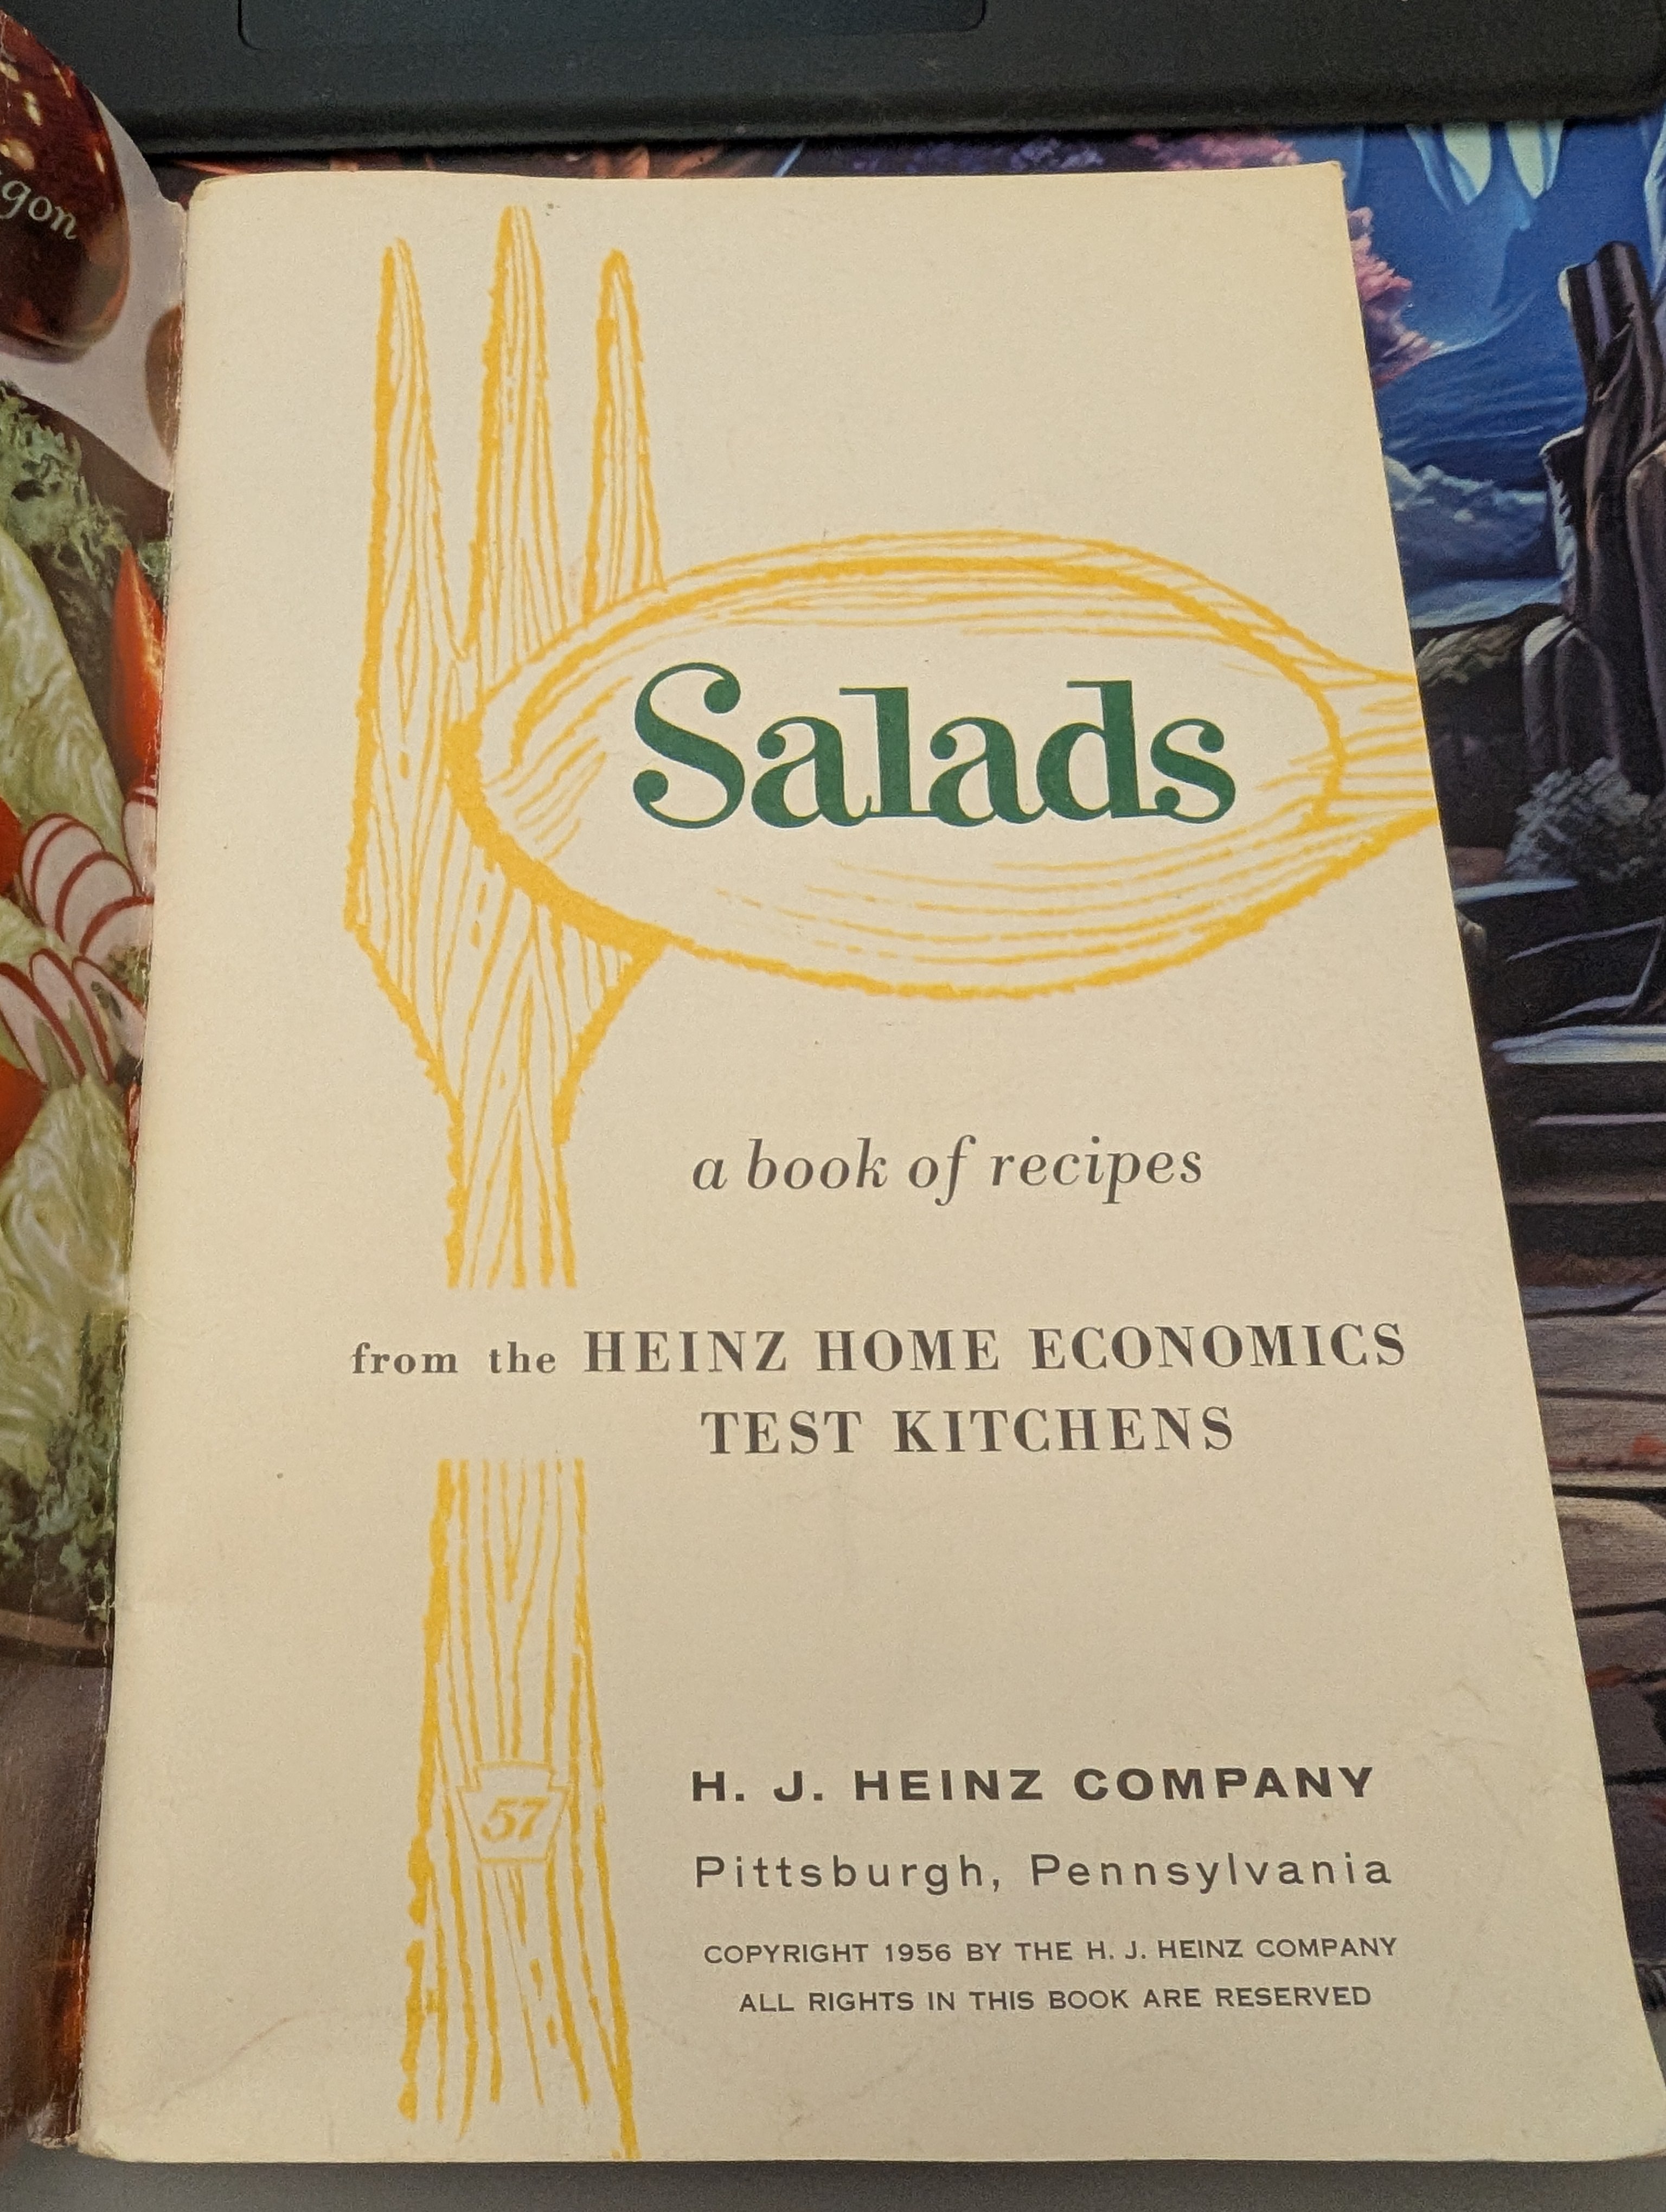 Salads
a book of recipes
from the HEINZ HOME ECONOMICS
TEST KITCHENS
57
H. J. HEINZ COMPANY
Pittsburgh, Pennsylvania
COPYRIGHT 1956 BY THE H. J. HEINZ COMPANY
ALL RIGHTS IN THIS BOOK ARE RESERVED